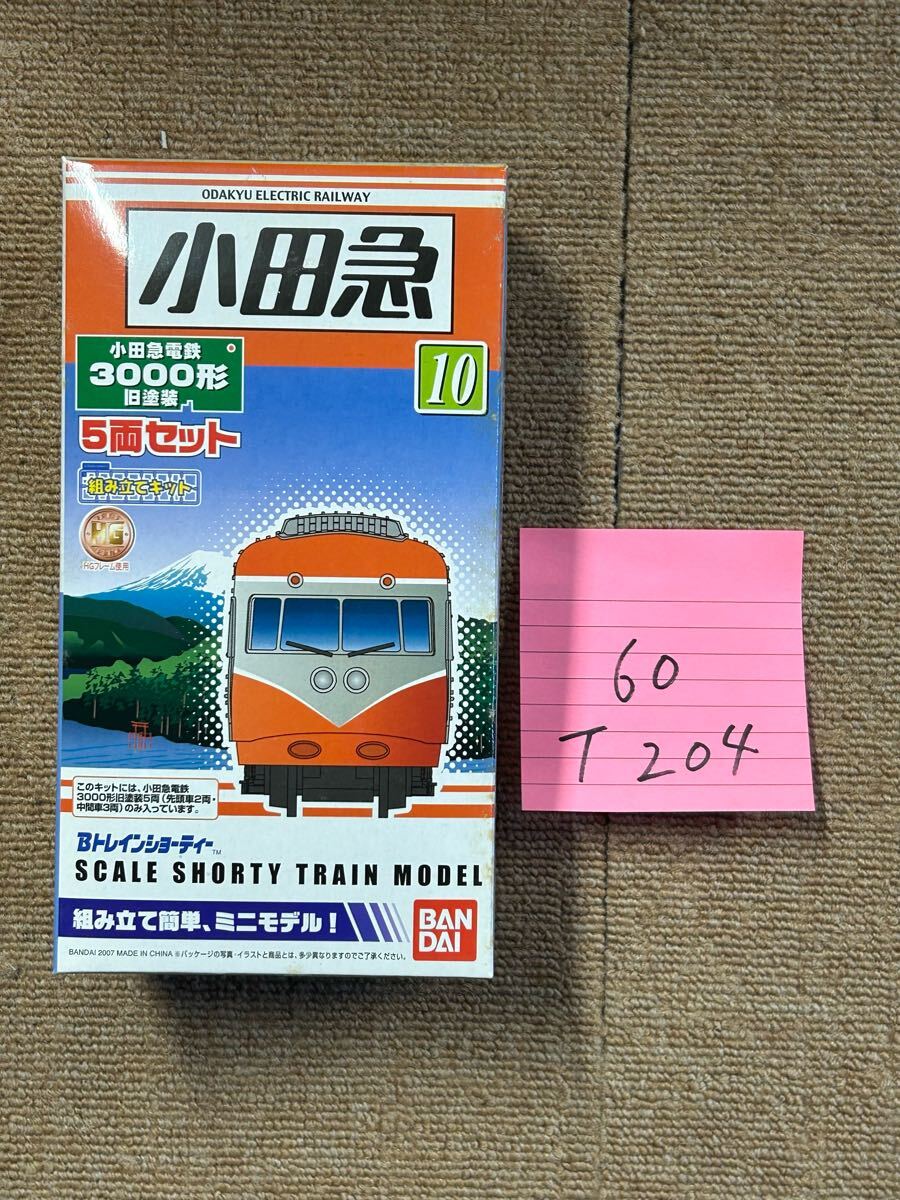 ODAKYU ELECTRIC RAILWAY
小田急
小田急電鉄
3000形
旧塗装
10
5両セット
組み立てキット
HG
HGフレーム使用
このキットには、小田急電鉄
3000形旧塗装5両(先頭車2両・
中間車3両)のみ入っています。
Bトレインショーティー™
SCALE SHORTY TRAIN MODEL
組み立て簡単、ミニモデル!
BAN
DAI
BANDAI 2007 MADE IN CHINA ※パッケージの写真・イラストと商品とは、多少異なりますのでご了承ください。
60
T 204